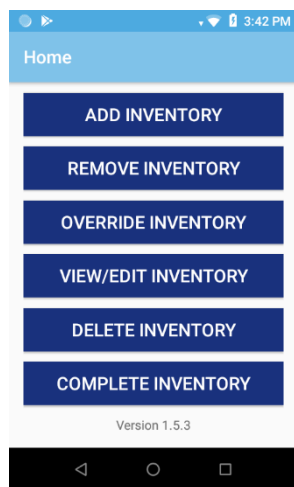 3:42 PM
Home
ADD INVENTORY
REMOVE INVENTORY
OVERRIDE INVENTORY
VIEW/EDIT INVENTORY
DELETE INVENTORY
COMPLETE INVENTORY
Version 1.5.3